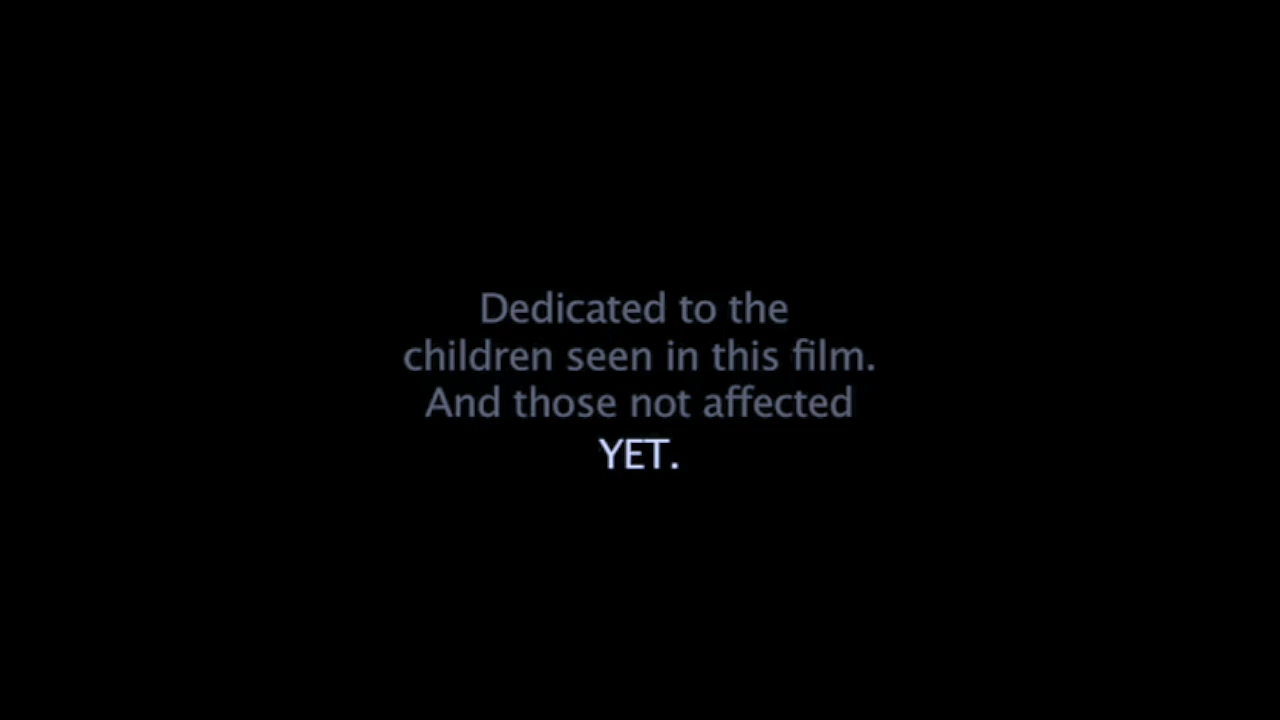 Dedicated to the
children seen in this film.
And those not affected
YET.